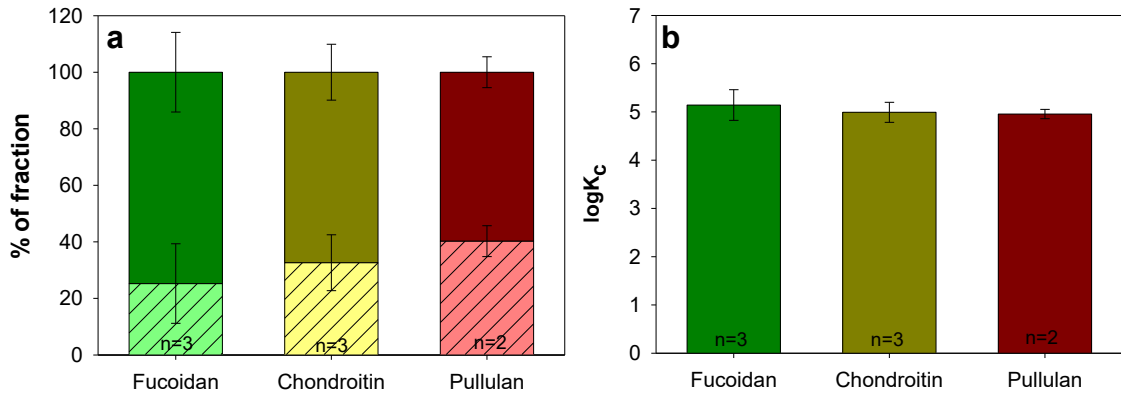 a
% of fraction
120
100
80
60
40
20
0
n=3
n=3
n=2
Fucoidan
Chondroitin
Pullulan
b
logKC
7
6
5
4
3
2
1
0
n=3
n=3
n=2
Fucoidan
Chondroitin
Pullulan